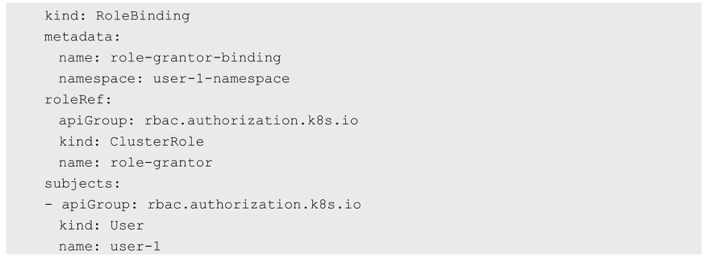 kind: RoleBinding
metadata:
  name: role-grantor-binding
  namespace: user-1-namespace
roleRef:
  apiGroup: rbac.authorization.k8s.io
  kind: ClusterRole
  name: role-grantor
subjects:
- apiGroup: rbac.authorization.k8s.io
  kind: User
  name: user-1